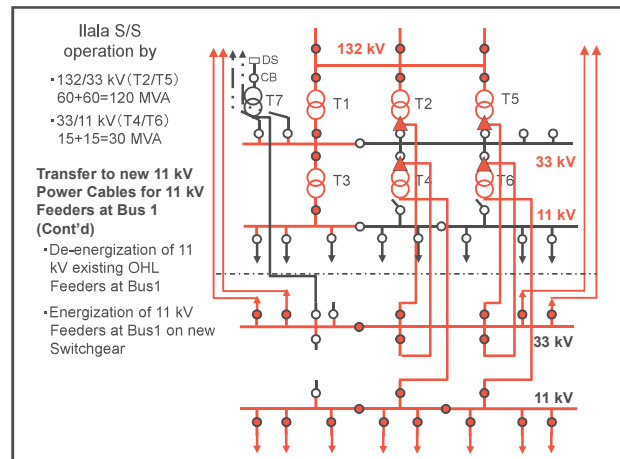 Ilala S/S
operation by
・132/33 kV(T2/T5)
60+60=120 MVA
・33/11 kV(T4/T6)
15+15=30 MVA
Transfer to new 11 kV
Power Cables for 11 kV
Feeders at Bus 1
(Cont'd)
・De-energization of 11
kV existing OHL
Feeders at Bus1
・Energization of 11 kV
Feeders at Bus1 on new
Switchgear
132 kV
DS
CB
T7
T1
T2
T5
33 kV
T3
T4
T6
11 kV
33 kV
11 kV